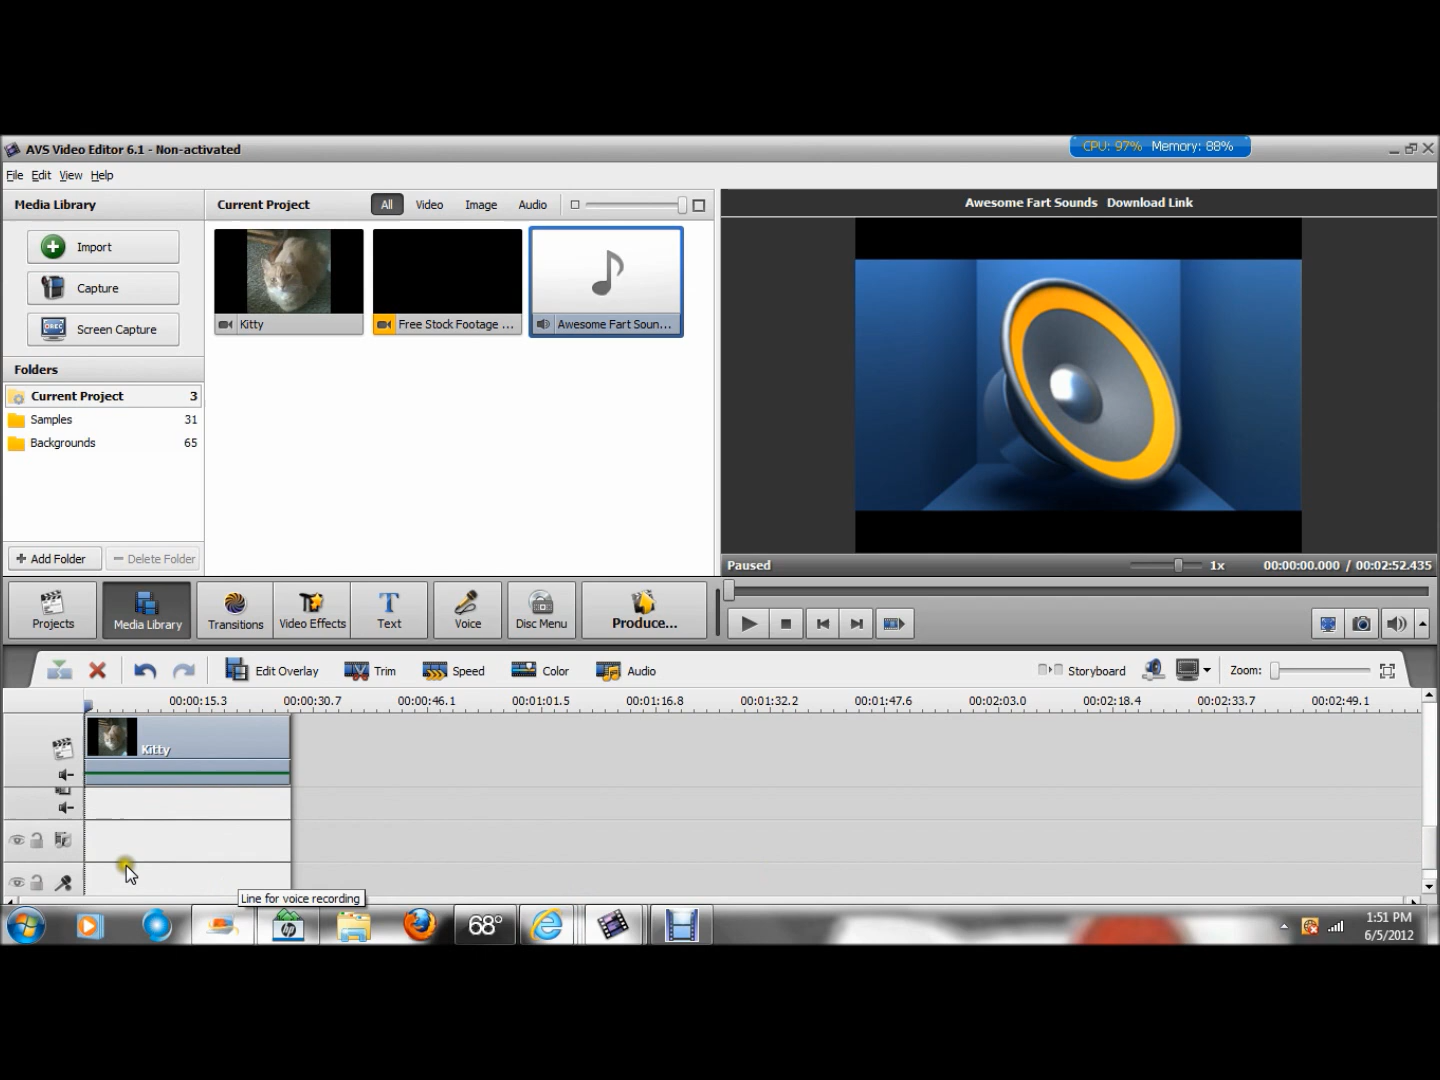 AVS Video Editor 6.1 - Non-activated
CPU: 97% Memory: 88%
File Edit View Help
Media Library
Current Project
All
Video
Image
Audio
Awesome Fart Sounds Download Link
Import
Capture
Screen Capture
Kitty
Free Stock Footage ...
Awesome Fart Soun...
Folders
Current Project 3
Samples 31
Backgrounds 65
Add Folder
Delete Folder
Paused
1x
00:00:00.000 / 00:02:52.435
Projects
Media Library
Transitions
Video Effects
Text
Voice
Disc Menu
Produce...
Edit Overlay
Trim
Speed
Color
Audio
Storyboard
Zoom:
00:00:15.3 00:00:30.7 00:00:46.1 00:01:01.5 00:01:16.8 00:01:32.2 00:01:47.6 00:02:03.0 00:02:18.4 00:02:33.7 00:02:49.1
Kitty
Line for voice recording
hp
68°
1:51 PM
6/5/2012